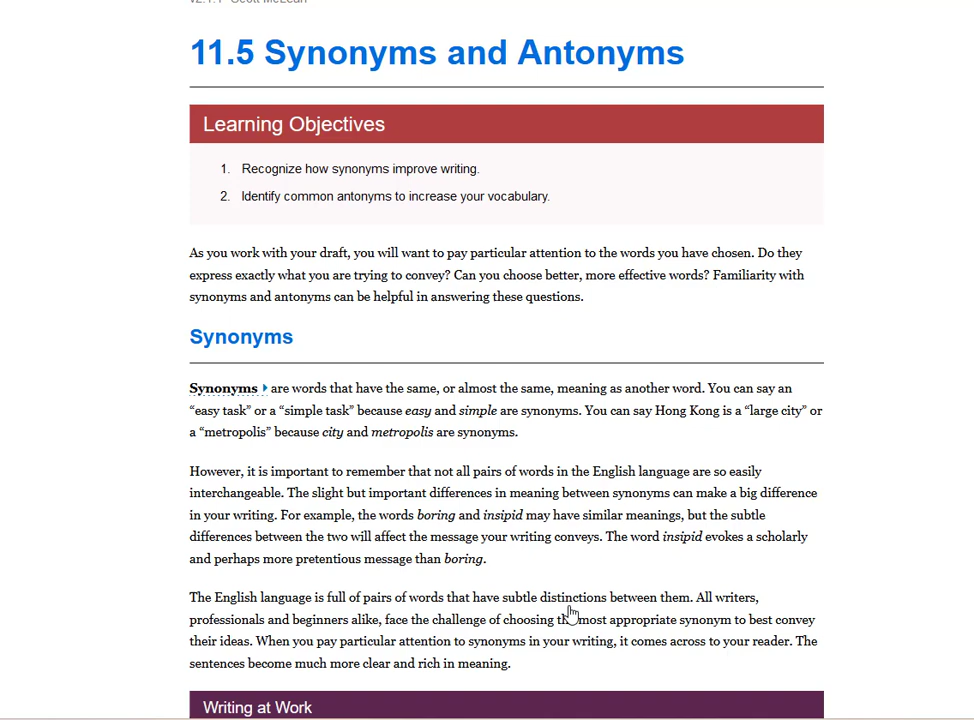 v2.1.1 Scott McLean
11.5 Synonyms and Antonyms
Learning Objectives
1. Recognize how synonyms improve writing.
2. Identify common antonyms to increase your vocabulary.
As you work with your draft, you will want to pay particular attention to the words you have chosen. Do they
express exactly what you are trying to convey? Can you choose better, more effective words? Familiarity with
synonyms and antonyms can be helpful in answering these questions.
Synonyms
Synonyms are words that have the same, or almost the same, meaning as another word. You can say an
“easy task” or a “simple task” because easy and simple are synonyms. You can say Hong Kong is a “large city” or
a “metropolis” because city and metropolis are synonyms.
However, it is important to remember that not all pairs of words in the English language are so easily
interchangeable. The slight but important differences in meaning between synonyms can make a big difference
in your writing. For example, the words boring and insipid may have similar meanings, but the subtle
differences between the two will affect the message your writing conveys. The word insipid evokes a scholarly
and perhaps more pretentious message than boring.
The English language is full of pairs of words that have subtle distinctions between them. All writers,
professionals and beginners alike, face the challenge of choosing the most appropriate synonym to best convey
their ideas. When you pay particular attention to synonyms in your writing, it comes across to your reader. The
sentences become much more clear and rich in meaning.
Writing at Work